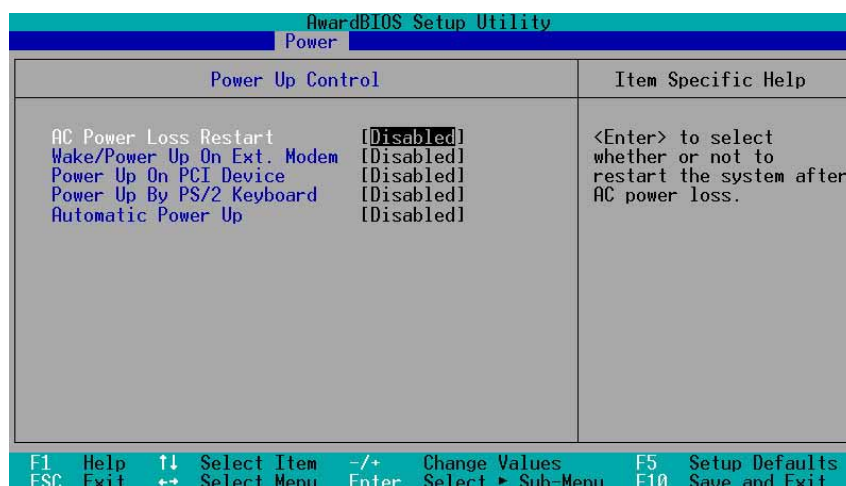 AwardBIOS Setup Utility
Power
Power Up Control
Item Specific Help
AC Power Loss Restart [Disabled]
Wake/Power Up On Ext. Modem [Disabled]
Power Up On PCI Device [Disabled]
Power Up By PS/2 Keyboard [Disabled]
Automatic Power Up [Disabled]
<Enter> to select
whether or not to
restart the system after
AC power loss.
F1 Help ↑↓ Select Item -/+ Change Values F5 Setup Defaults
ESC Exit ←→ Select Menu Enter Select ► Sub-Menu F10 Save and Exit